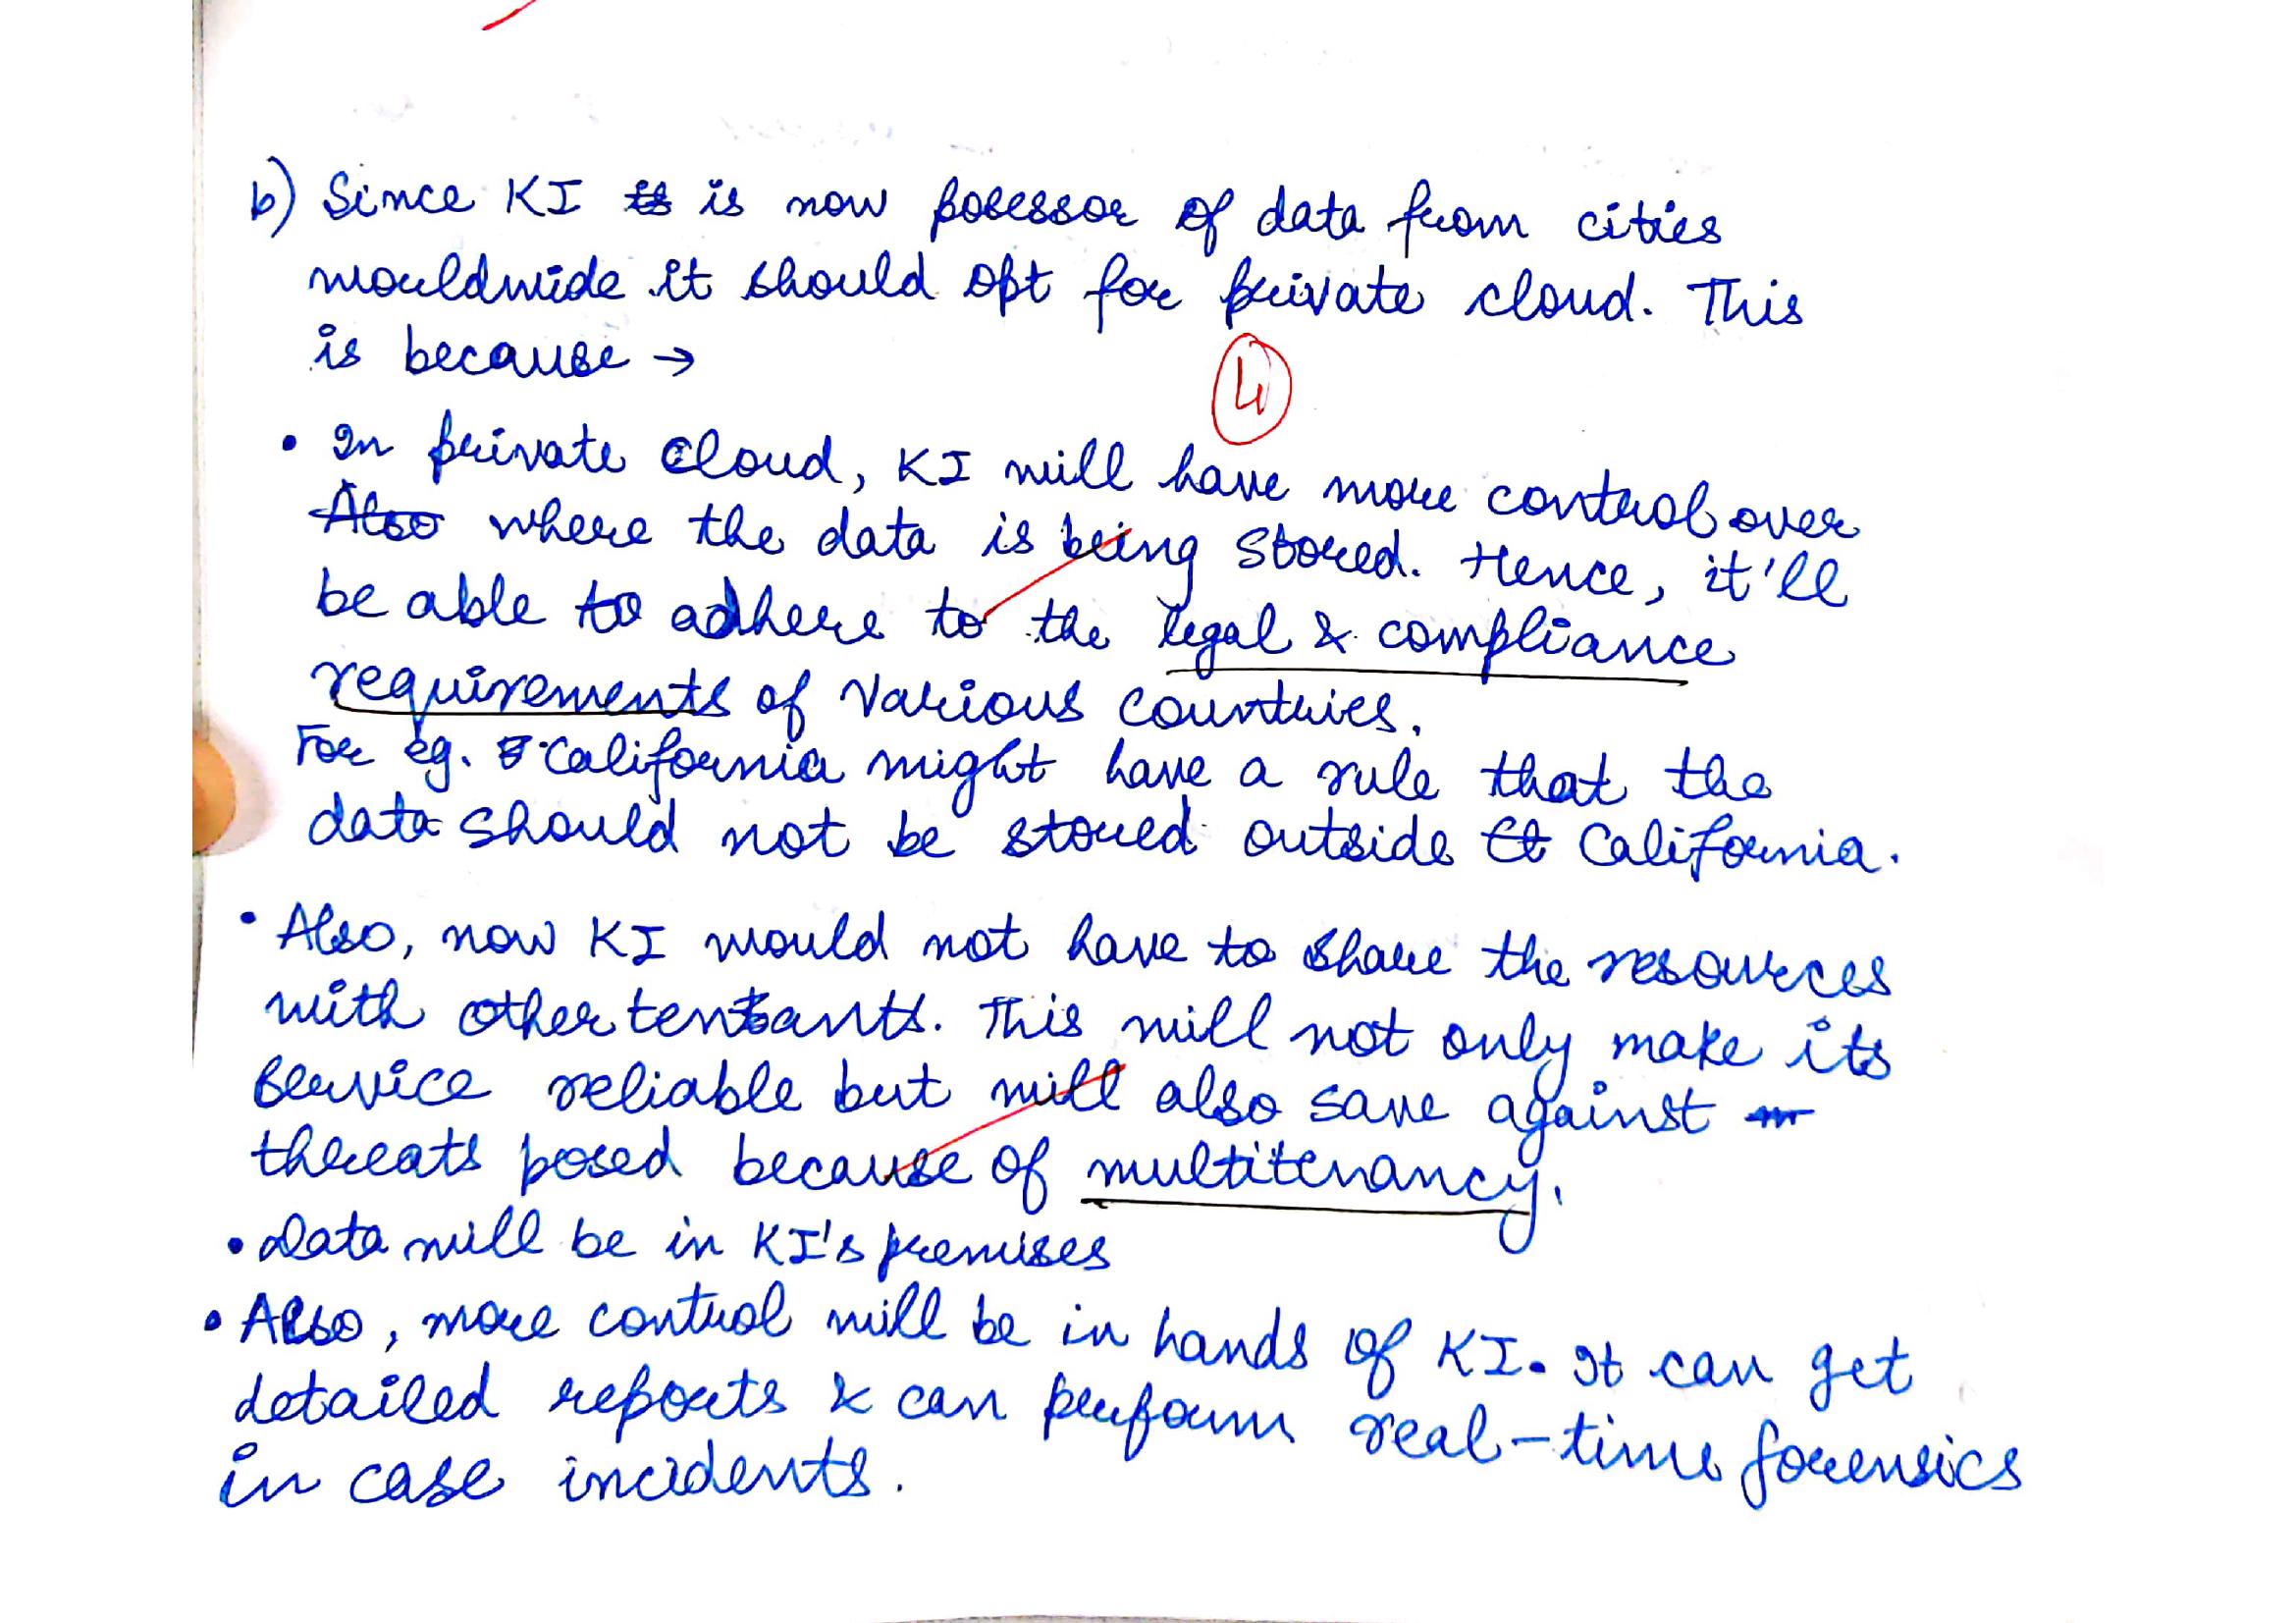 b) Since KI is is now posessor of data from cities
worldwide it should opt for private cloud. This
is because →
4
• In private cloud, KI will have more control over
Also where the data is being stored. Hence, it'll
be able to adhere to the legal & compliance
requirements of various countries.
For eg. California might have a rule that the
data should not be stored outside California.
• Also, now KI would not have to share the resources
with other tentants. This will not only make its
service reliable but will also save against
threats posed because of multitenancy.
• Data will be in KI's premises
• Also, more control will be in hands of KI. It can get
detailed reports & can perform real-time forensics
in case incidents.